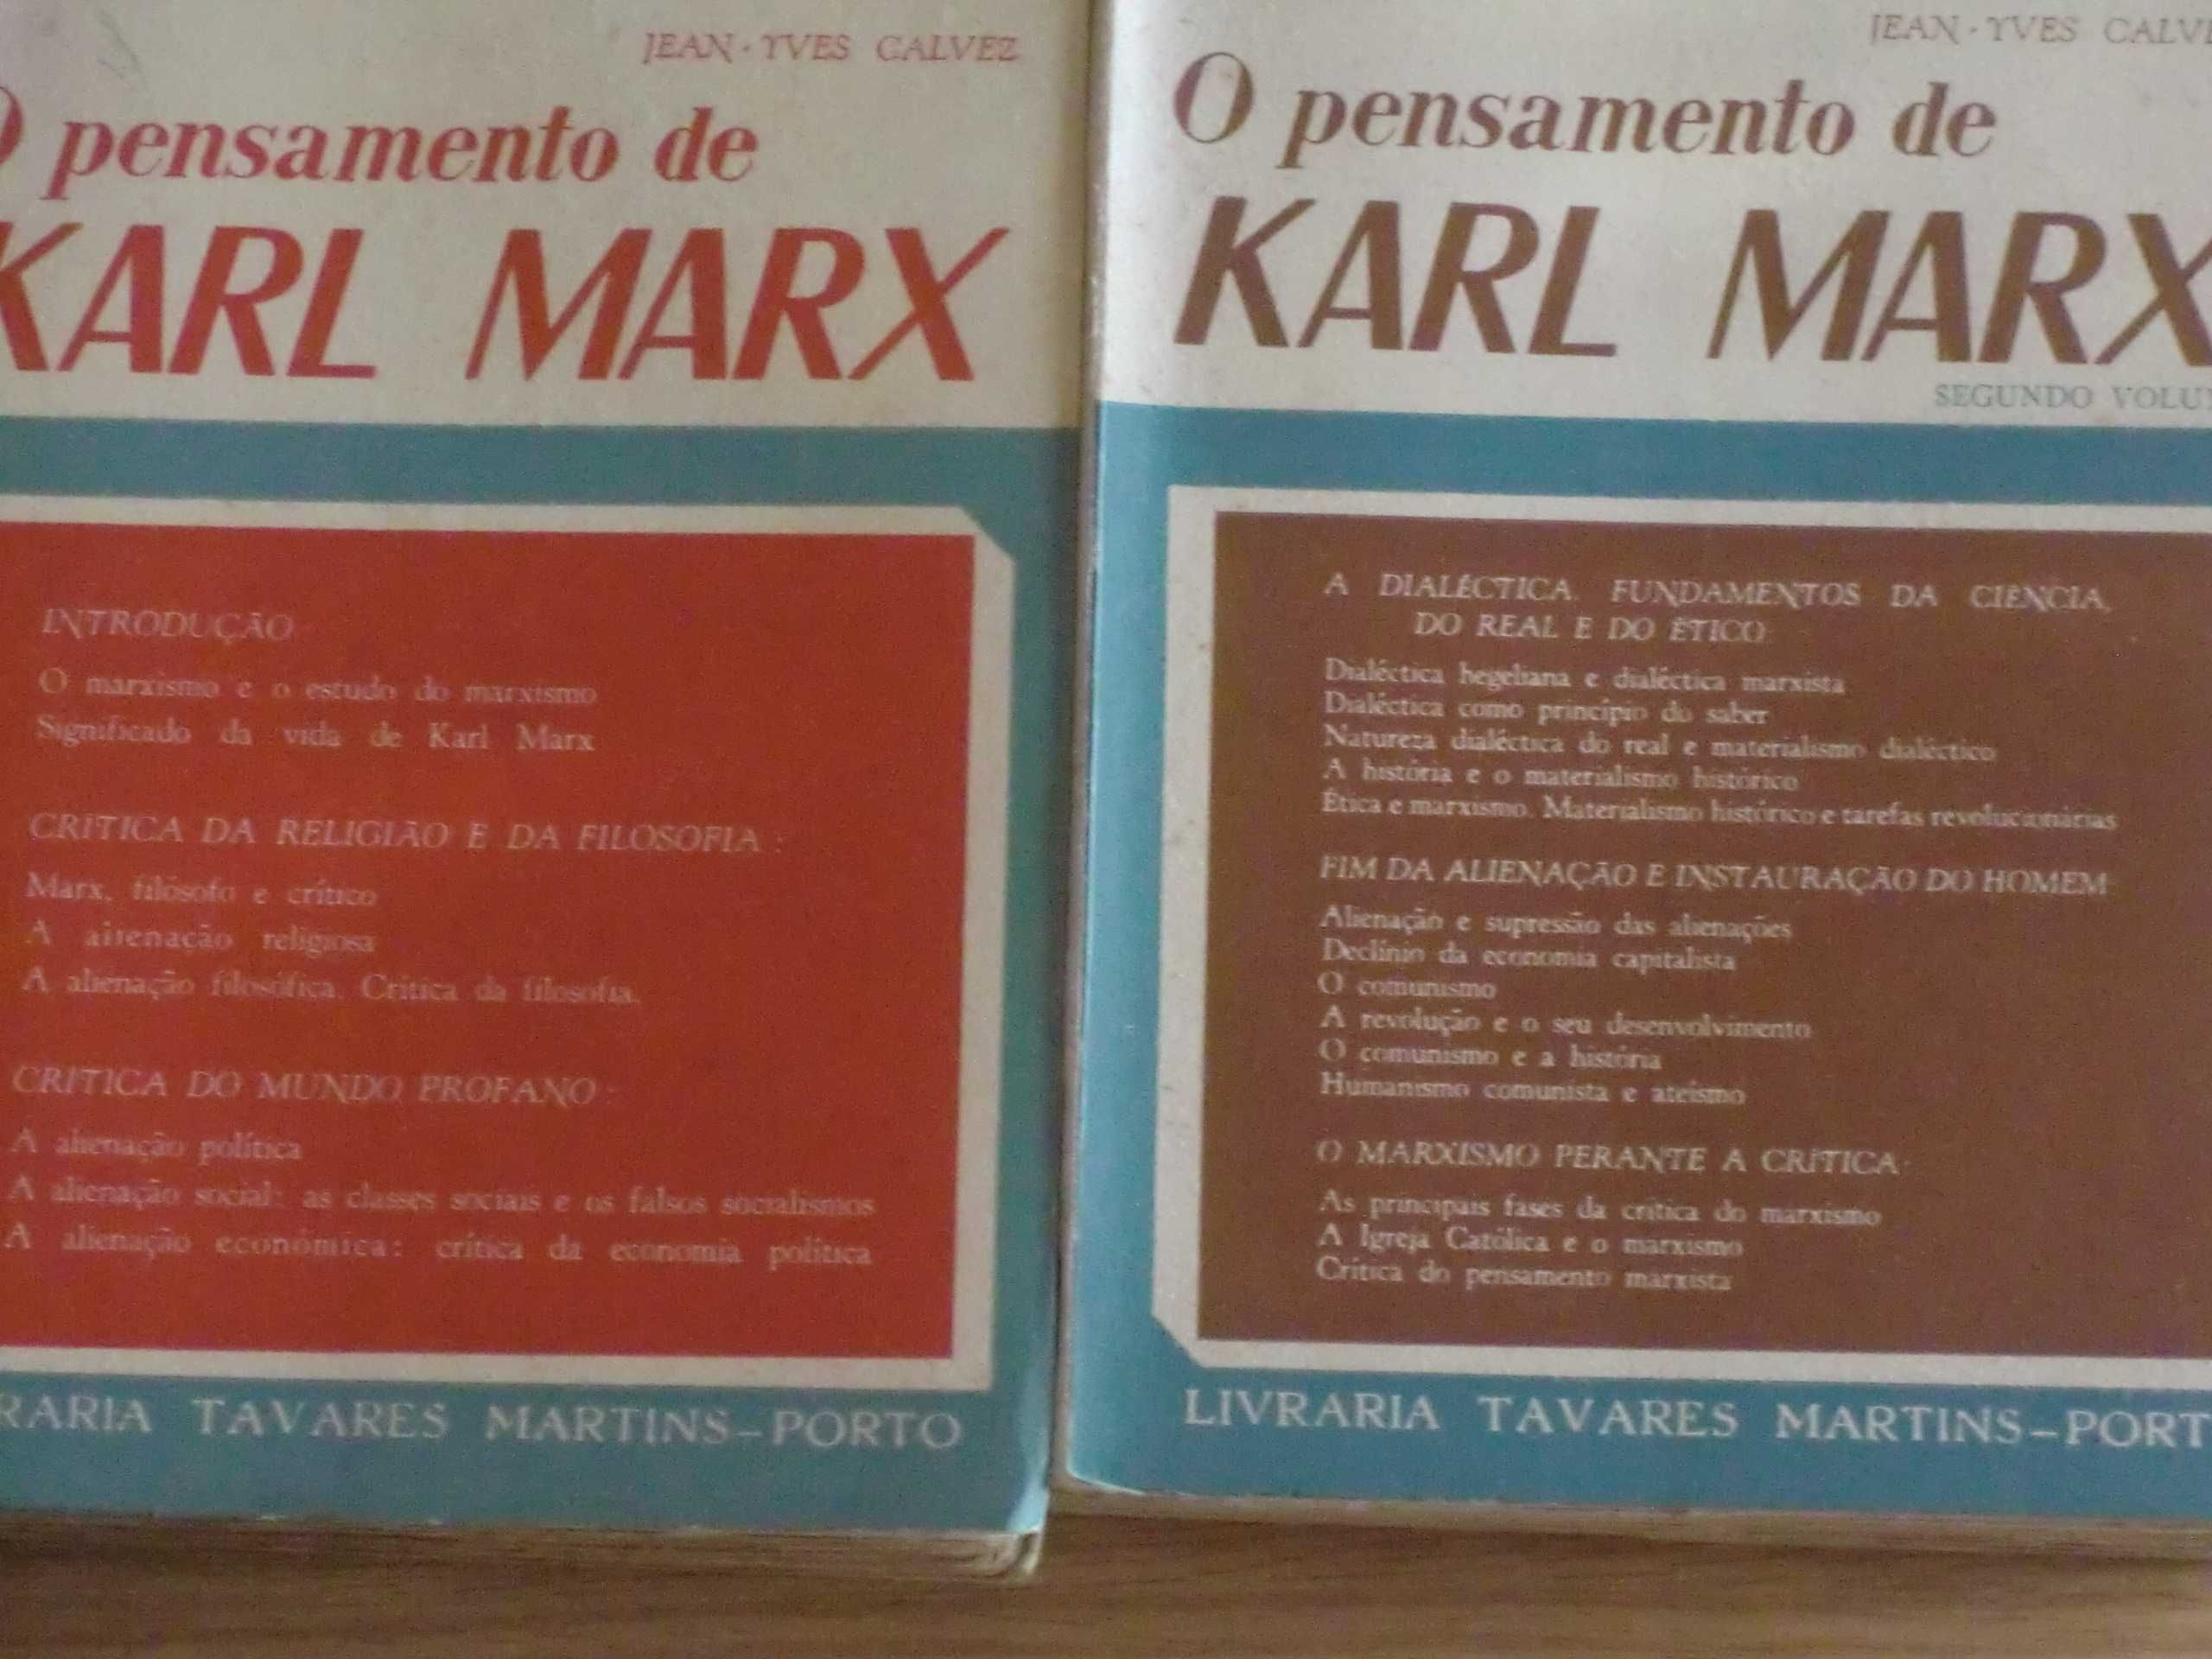 JEAN-YVES CALVEZ
O pensamento de
KARL MARX
INTRODUÇÃO
O marxismo e o estudo do marxismo
Significado da vida de Karl Marx
CRÍTICA DA RELIGIÃO E DA FILOSOFIA :
Marx, filósofo e crítico
A alienação religiosa
A alienação filosófica. Crítica da filosofia.
CRÍTICA DO MUNDO PROFANO :
A alienação política
A alienação social: as classes sociais e os falsos socialismos
A alienação económica: crítica da economia política
RARIA TAVARES MARTINS-PORTO
JEAN-YVES CALVE
O pensamento de
KARL MARX
SEGUNDO VOLU
A DIALÉCTICA. FUNDAMENTOS DA CIÊNCIA,
DO REAL E DO ÉTICO:
Dialéctica hegeliana e dialéctica marxista
Dialéctica como princípio do saber
Natureza dialéctica do real e materialismo dialéctico
A história e o materialismo histórico
Ética e marxismo. Materialismo histórico e tarefas revolucionárias
FIM DA ALIENAÇÃO E INSTAURAÇÃO DO HOMEM:
Alienação e supressão das alienações
Declínio da economia capitalista
O comunismo
A revolução e o seu desenvolvimento
O comunismo e a história
Humanismo comunista e ateísmo
O MARXISMO PERANTE A CRÍTICA:
As principais fases da crítica do marxismo
A Igreja Católica e o marxismo
Crítica do pensamento marxista
LIVRARIA TAVARES MARTINS-PORT